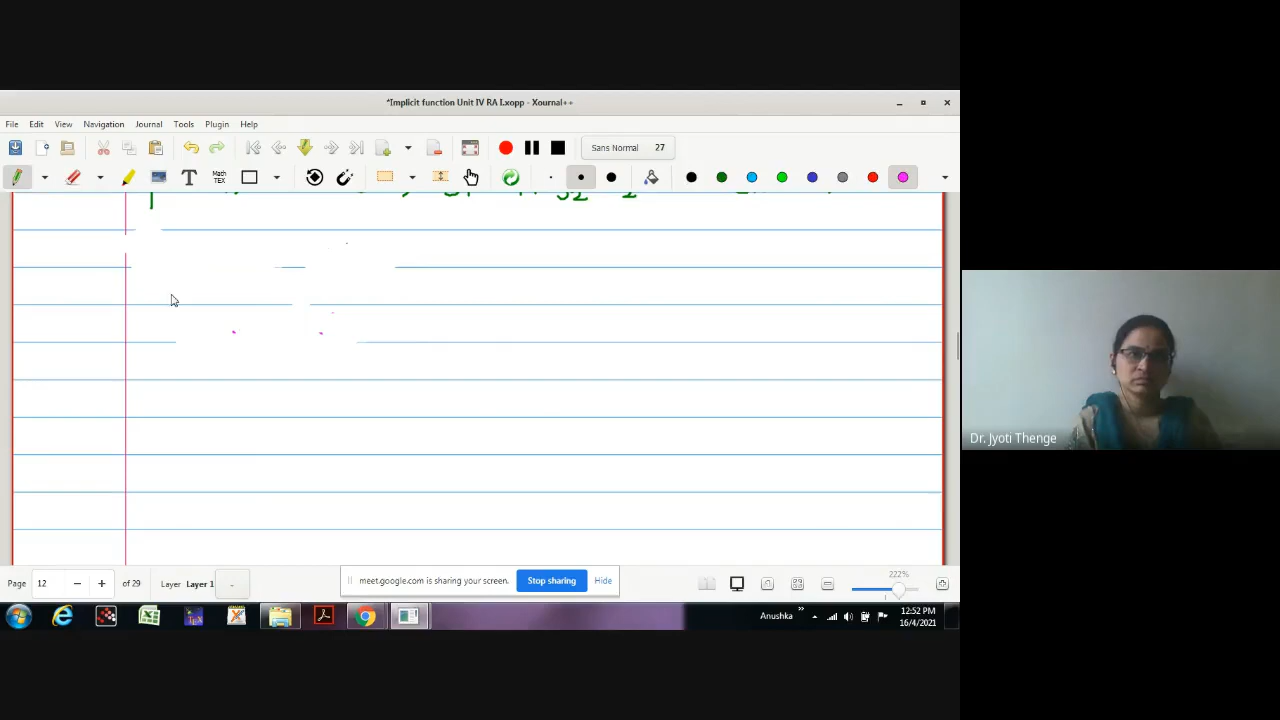 *Implicit function Unit IV RA I.xopp - Xournal++
File Edit View Navigation Journal Tools Plugin Help
Sans Normal 27
Math
TEX
Dr. Jyoti Thenge
Page 12 of 29 Layer Layer 1
meet.google.com is sharing your screen. Stop sharing Hide
222%
Anushka
12:52 PM
16/4/2021